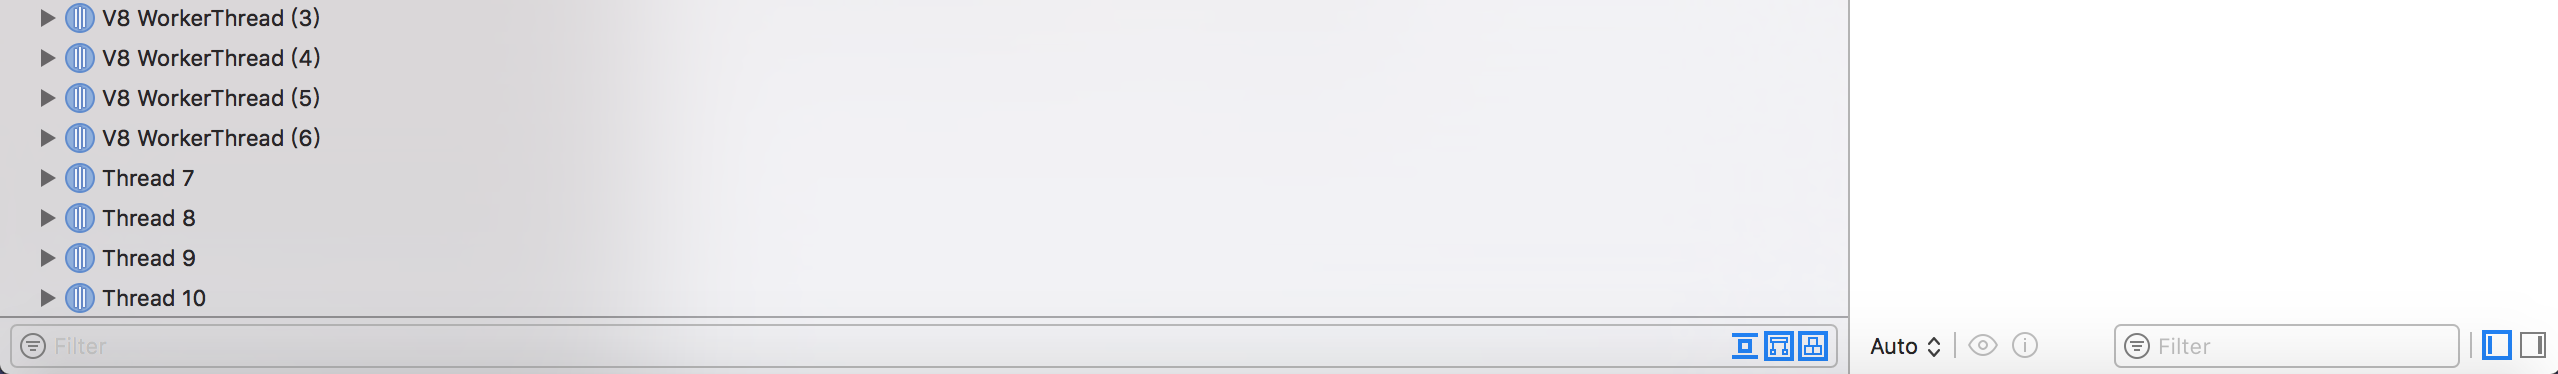 V8 WorkerThread (3)
V8 WorkerThread (4)
V8 WorkerThread (5)
V8 WorkerThread (6)
Thread 7
Thread 8
Thread 9
Thread 10
Filter
Auto
Filter